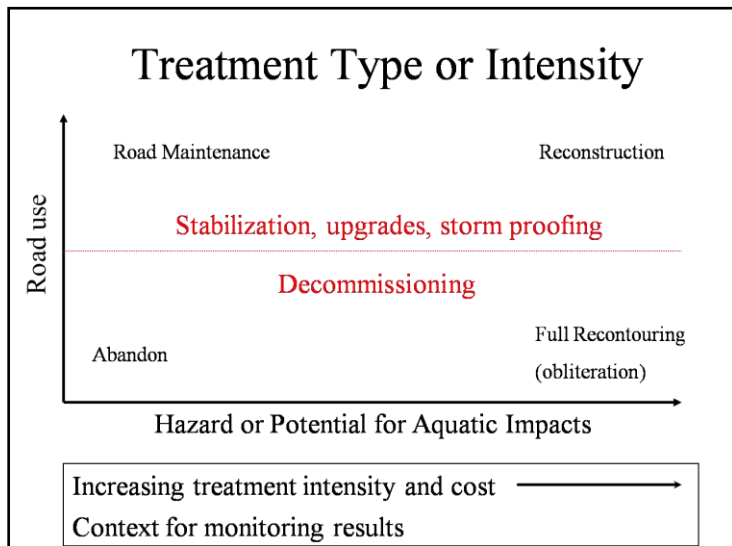 Treatment Type or Intensity
Road use
Road Maintenance
Reconstruction
Stabilization, upgrades, storm proofing
Decommissioning
Abandon
Full Recontouring
(obliteration)
Hazard or Potential for Aquatic Impacts
Increasing treatment intensity and cost
Context for monitoring results